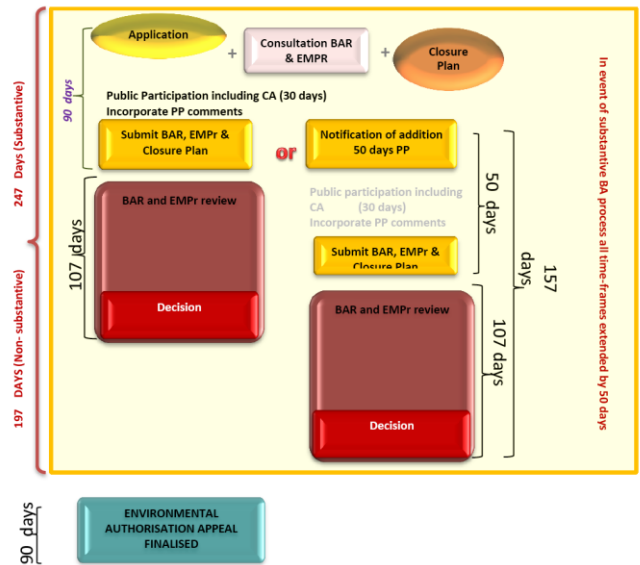 Application
+
Consultation BAR
& EMPR
+
Closure
Plan
90 days
Public Participation including CA (30 days)
Incorporate PP comments
Submit BAR, EMPr &
Closure Plan
or
Notification of addition
50 days PP
Public participation including
CA (30 days)
Incorporate PP comments
Submit BAR, EMPr &
Closure Plan
50 days
BAR and EMPr review
Decision
107 days
BAR and EMPr review
Decision
107 days
157 days
247 Days (Substantive)
197 DAYS (Non- substantive)
In event of substantive BA process all time-frames extended by 50 days
90 days
ENVIRONMENTAL
AUTHORISATION APPEAL
FINALISED